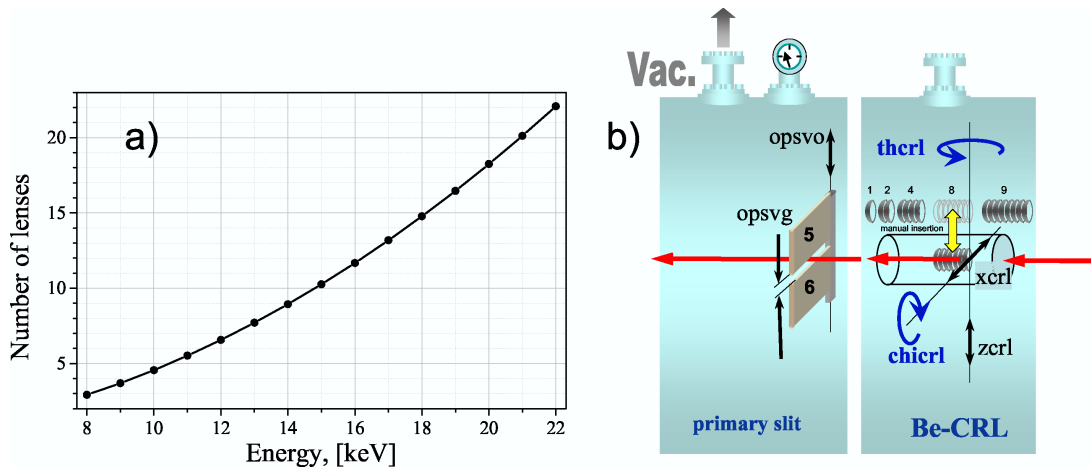 a)
Number of lenses
20
15
10
5
8 10 12 14 16 18 20 22
Energy, [keV]
b)
Vac.
opsvo
opsvg
5
6
primary slit
thcrl
1 2 4 8 9
manual insertion
xcrl
chicrl
zcrl
Be-CRL